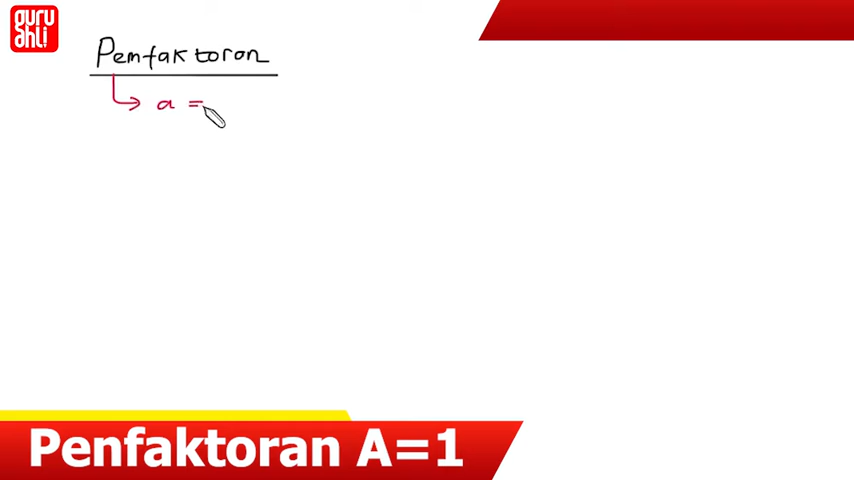 guru
ahli
Pemfaktoran
a =
Penfaktoran A=1